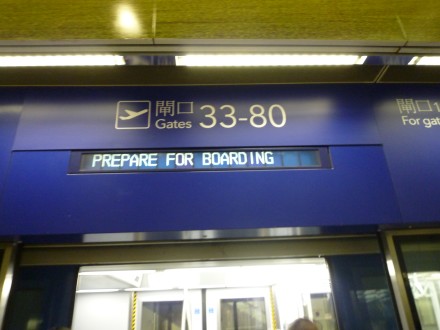 閘口 33-80
Gates
PREPARE FOR BOARDING
閘口
For gat